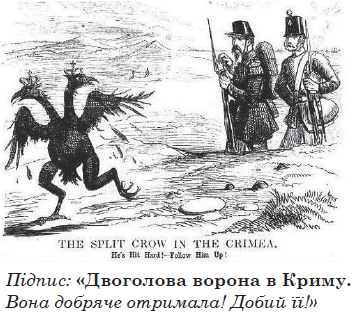 THE SPLIT CROW IN THE CRIMEA.
He's Hit Hard!—Follow Him Up!
Підпис: «Двоголова ворона в Криму.
Вона добряче отримала! Добий її!»